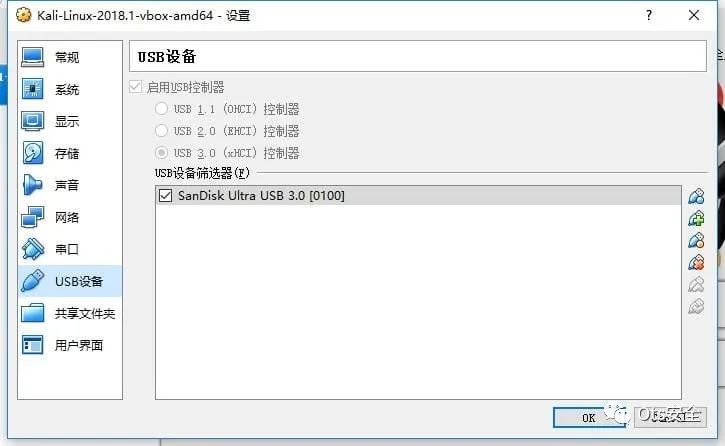 Kali-Linux-2018.1-vbox-amd64 - 设置
? ×
常规
系统
显示
存储
声音
网络
串口
USB设备
共享文件夹
用户界面
USB设备
启用USB控制器
USB 1.1 (OHCI) 控制器
USB 2.0 (EHCI) 控制器
USB 3.0 (xHCI) 控制器
USB设备筛选器(F)
SanDisk Ultra USB 3.0 [0100]
OK
Ots安全